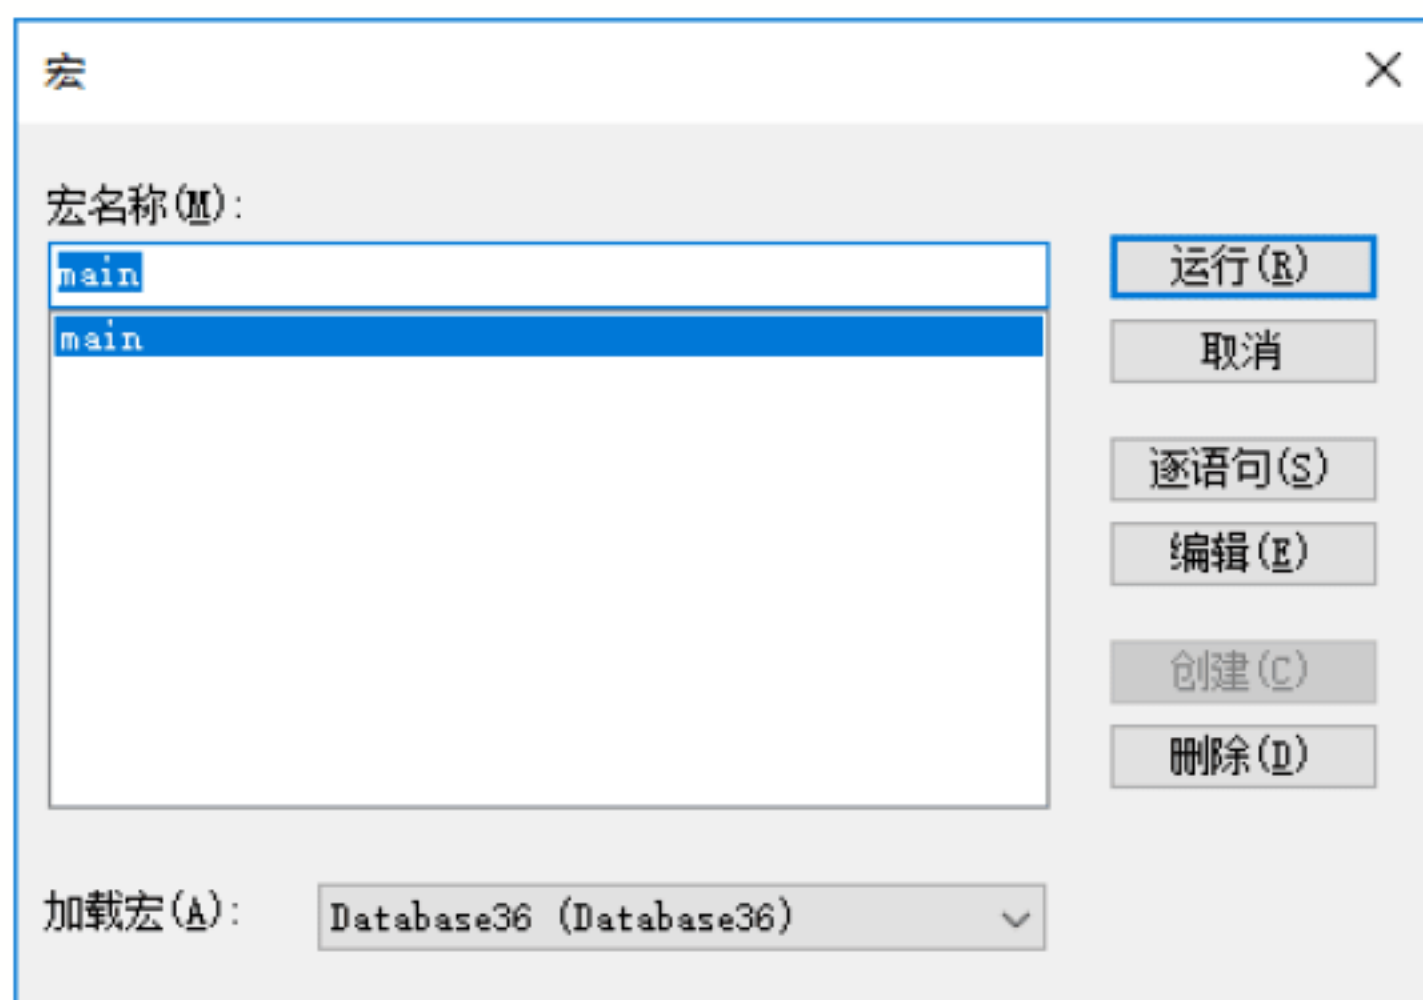 宏
宏名称(M):
main
main
运行(R)
取消
逐语句(S)
编辑(E)
创建(C)
删除(D)
加载宏(A):
Database36 (Database36)